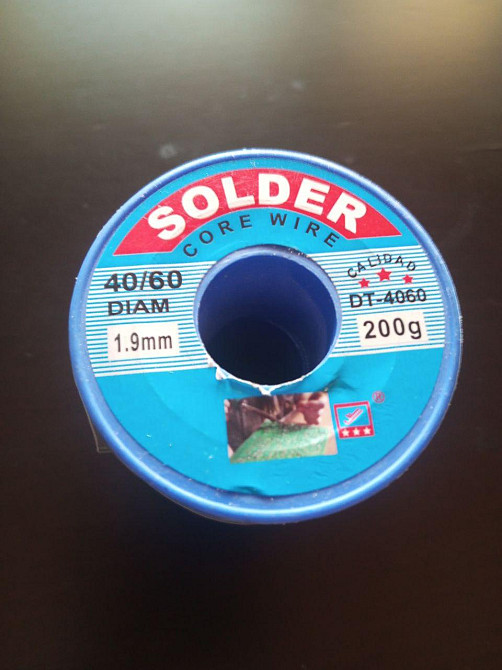 SOLDER
CORE WIRE
40/60
DIAM
1.9mm
CALIDAD
DT-4060
200g
®